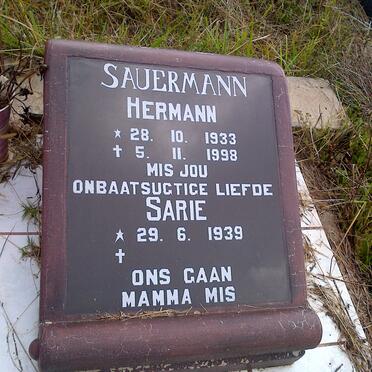 SAUERMANN
HERMANN
☆ 28. 10. 1933
✝ 5. 11. 1998
MIS JOU
ONBAATSUGTIGE LIEFDE
SARIE
☆ 29. 6. 1939
✝
ONS GAAN
MAMMA MIS